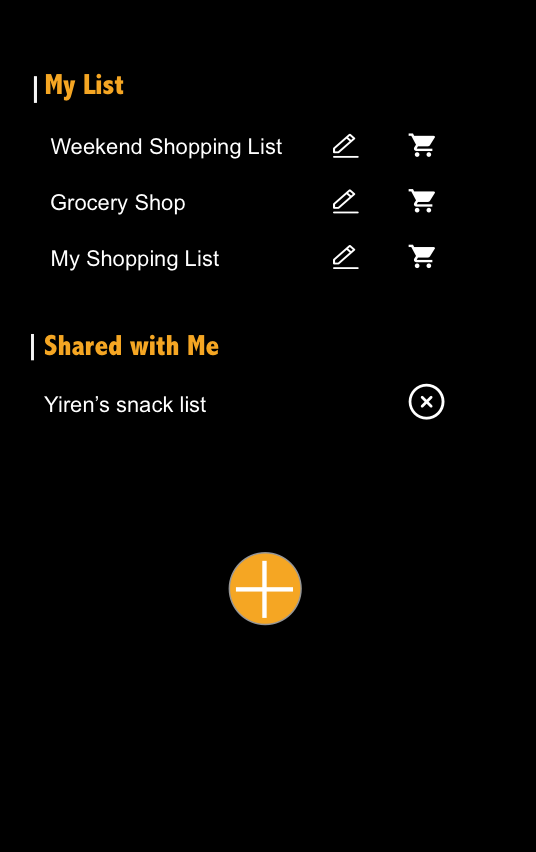 My List
Weekend Shopping List
Grocery Shop
My Shopping List
Shared with Me
Yiren’s snack list